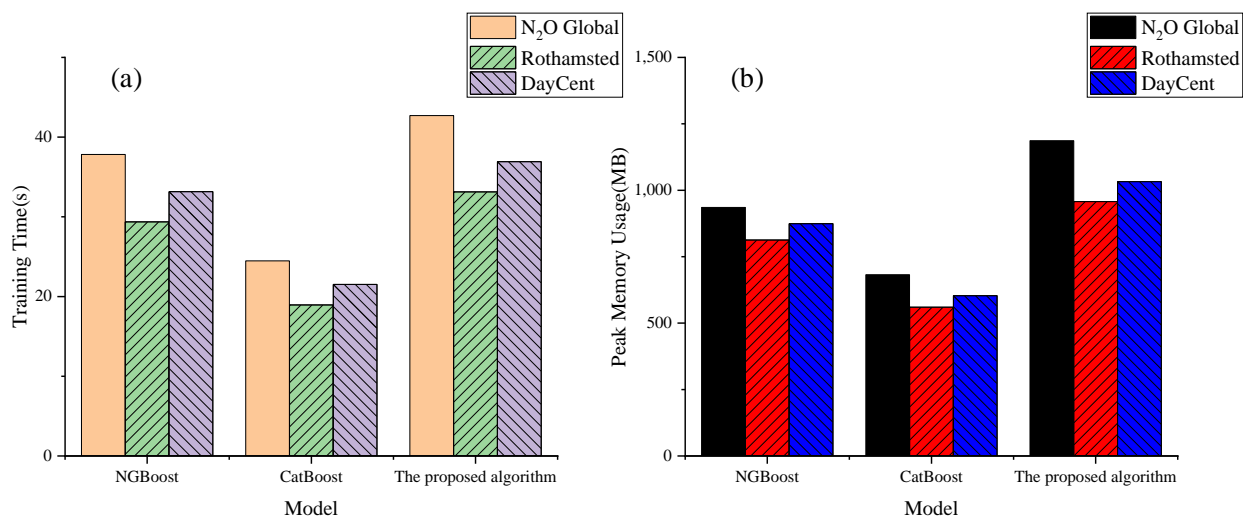 (a)
N₂O Global
Rothamsted
DayCent
Training Time(s)
40
20
0
NGBoost
CatBoost
The proposed algorithm
Model
(b)
N₂O Global
Rothamsted
DayCent
Peak Memory Usage(MB)
1,500
1,000
500
0
NGBoost
CatBoost
The proposed algorithm
Model